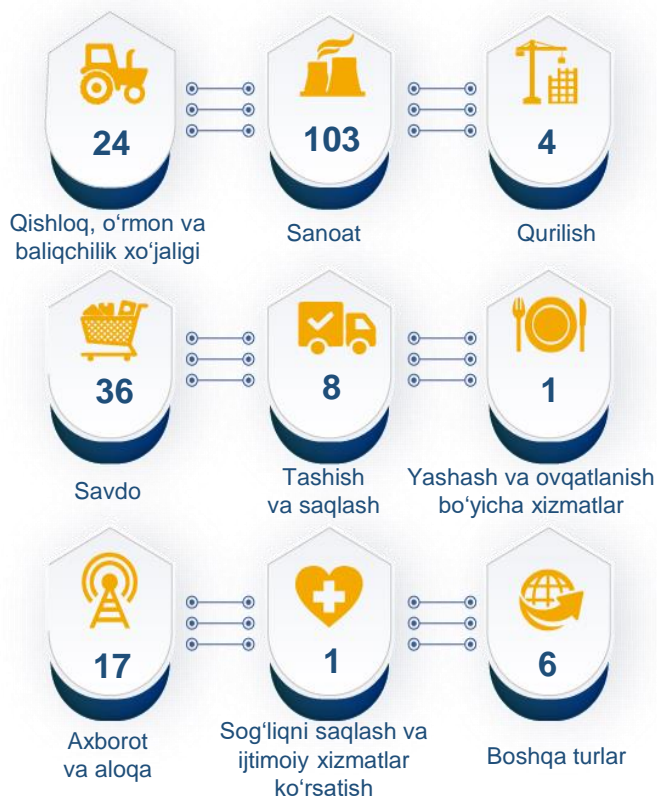 24
103
4
Qishloq, o‘rmon va
baliqchilik xo‘jaligi
Sanoat
Qurilish
36
8
1
Savdo
Tashish
va saqlash
Yashash va ovqatlanish
bo‘yicha xizmatlar
17
1
6
Axborot
va aloqa
Sog‘liqni saqlash va
ijtimoiy xizmatlar
ko‘rsatish
Boshqa turlar